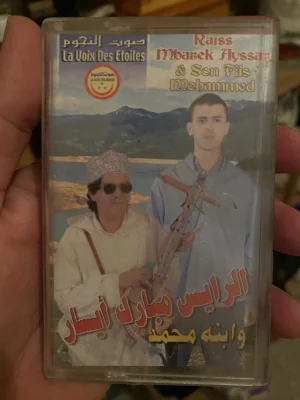 صوت النجوم
La Voix Des Etoiles
Raiss
Mbarek Ayssar
& Son Fils
Mohammed
الرايس مبارك أيسار
وابنه محمد